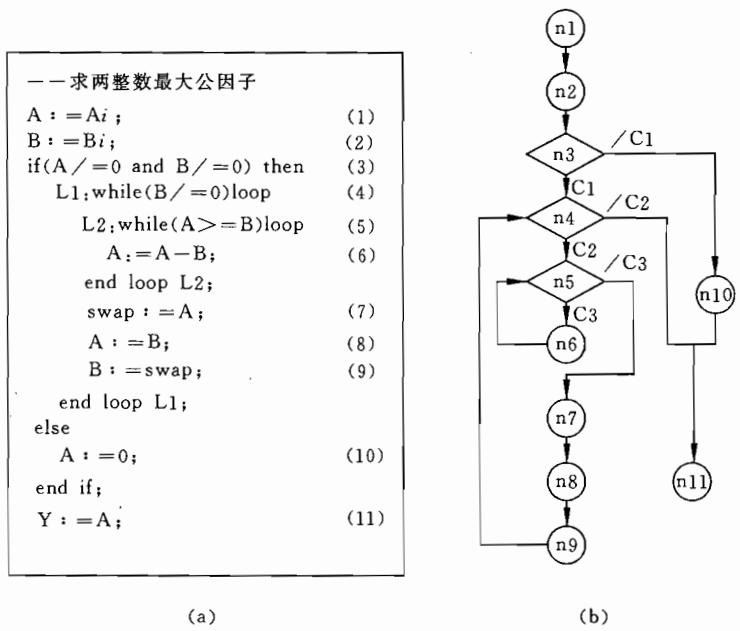 ——求两整数最大公因子
A:=Ai; (1)
B:=Bi; (2)
if(A/=0 and B/=0) then (3)
L1:while(B/=0)loop (4)
L2:while(A>=B)loop (5)
A:=A-B; (6)
end loop L2;
swap:=A; (7)
A:=B; (8)
B:=swap; (9)
end loop L1;
else
A:=0; (10)
end if;
Y:=A; (11)
(a)
n1
n2
n3
/C1
C1
n4
/C2
C2
n5
/C3
C3
n6
n10
n7
n8
n11
n9
(b)